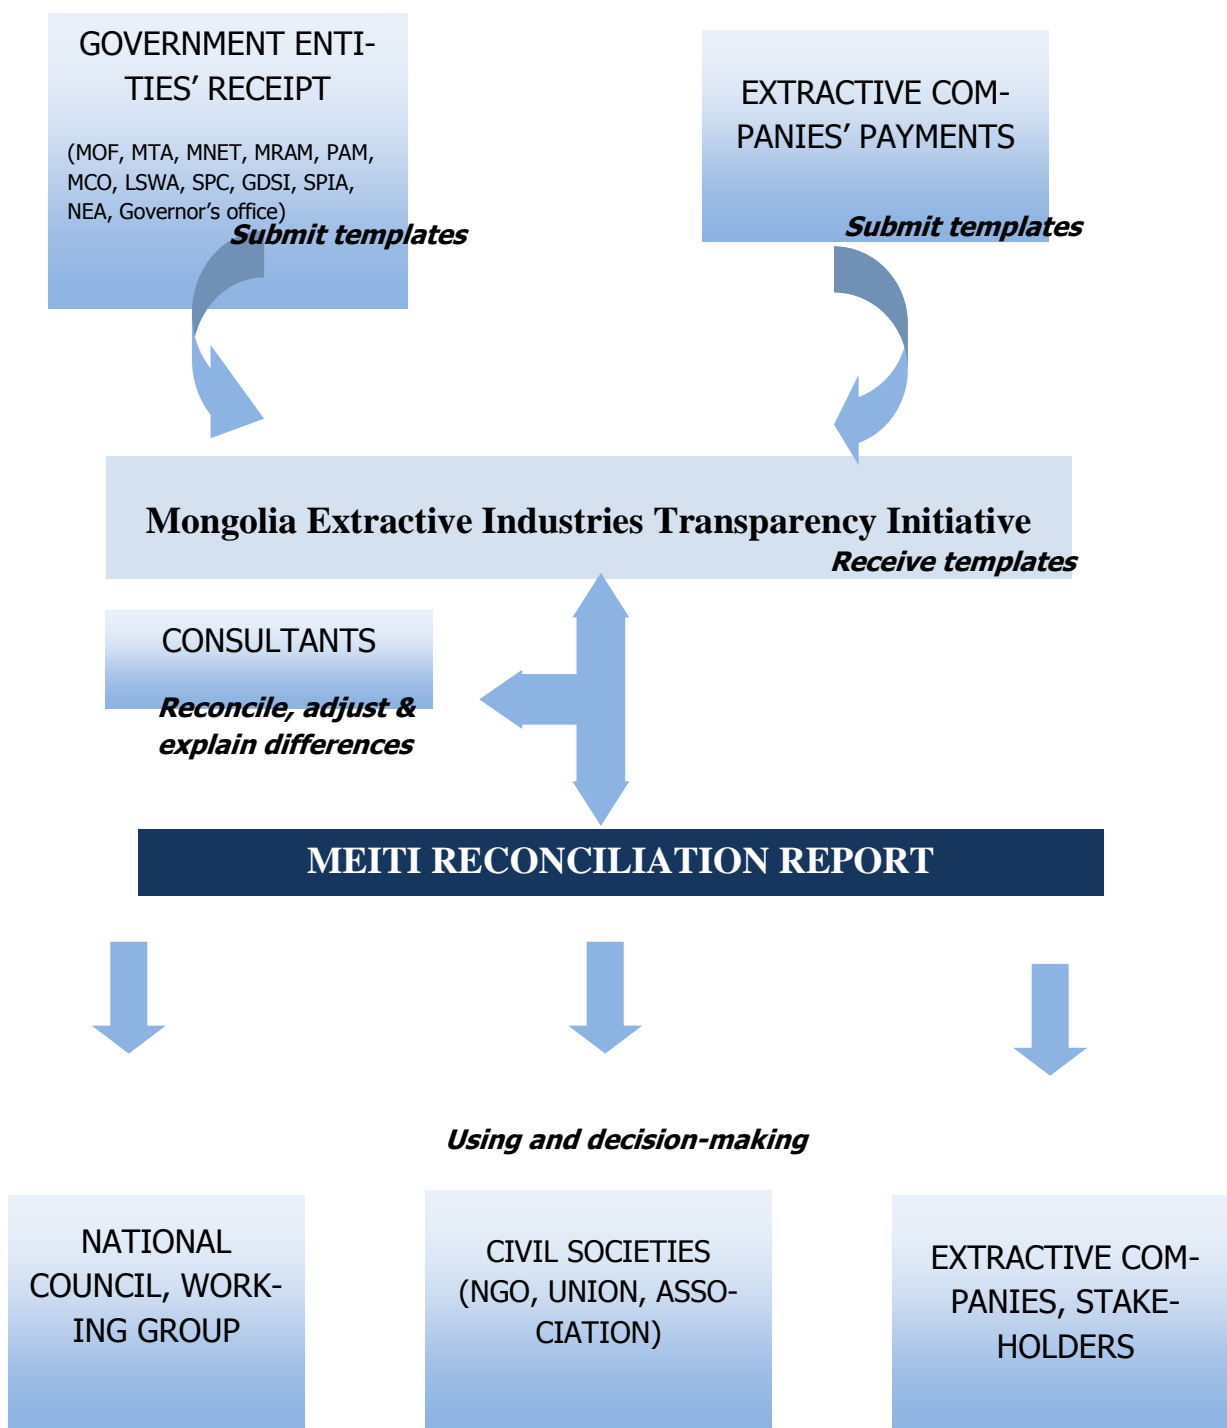 GOVERNMENT ENTI-
TIES’ RECEIPT
(MOF, MTA, MNET, MRAM, PAM,
MCO, LSWA, SPC, GDSI, SPIA,
NEA, Governor’s office)
Submit templates
EXTRACTIVE COM-
PANIES’ PAYMENTS
Submit templates
Mongolia Extractive Industries Transparency Initiative
Receive templates
CONSULTANTS
Reconcile, adjust &
explain differences
MEITI RECONCILIATION REPORT
Using and decision-making
NATIONAL
COUNCIL, WORK-
ING GROUP
CIVIL SOCIETIES
(NGO, UNION, ASSO-
CIATION)
EXTRACTIVE COM-
PANIES, STAKE-
HOLDERS